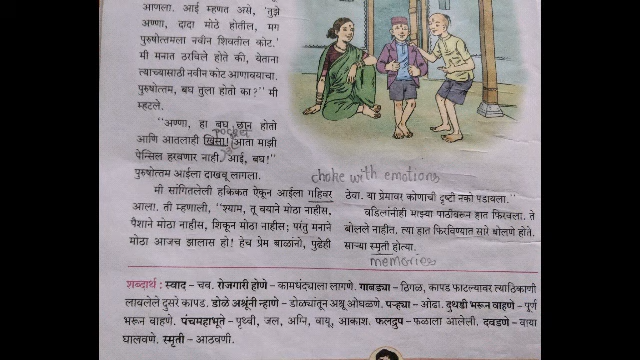 आणला. आई म्हणत असे, 'तुझे
अण्णा, दादा मोठे होतील, मग
पुरुषोत्तमला नवीन शिवतील कोट.'
मी मनात ठरविले होते की, येताना
त्याच्यासाठी नवीन कोट आणावयाचा.
पुरुषोत्तम, बघ तुला होतो का?" मी
म्हटले.
"अण्णा, हा बघ छान होतो
pocket
आणि आतलाही खिसा! आता माझी
पेन्सिल हरवणार नाही. आई, बघ!"
पुरुषोत्तम आईला दाखवू लागला.
choke with emotions
मी सांगितलेली हकिकत ऐकून आईला गहिवर
आला. ती म्हणाली, "श्याम, तू वयाने मोठा नाहीस,
पैशाने मोठा नाहीस, शिकून मोठा नाहीस; परंतु मनाने
मोठा आजच झालास हो! हेच प्रेम बाळांनो, पुढेही
ठेवा. या प्रेमावर कोणाची दृष्टी नको पडायला."
वडिलांनीही माझ्या पाठीवरून हात फिरवला. ते
बोलले नाहीत. त्या हात फिरविण्यात सारे बोलणे होते.
साऱ्या स्मृती होत्या.
memories
शब्दार्थ : स्वाद - चव. रोजगारी होणे - कामधंद्याला लागणे. गाबड्या - ठिगळ, कापड फाटल्यावर त्याठिकाणी
लावलेले दुसरे कापड. डोळे अश्रूंनी न्हाणे - डोळ्यांतून अश्रू ओघळणे. पऱ्ह्या - ओढा. दुथडी भरून वाहणे - पूर्ण
भरून वाहणे. पंचमहाभूते - पृथ्वी, जल, अग्नि, वायू, आकाश. फलद्रूप - फळाला आलेली. दवडणे - वाया
घालवणे. स्मृती - आठवणी.